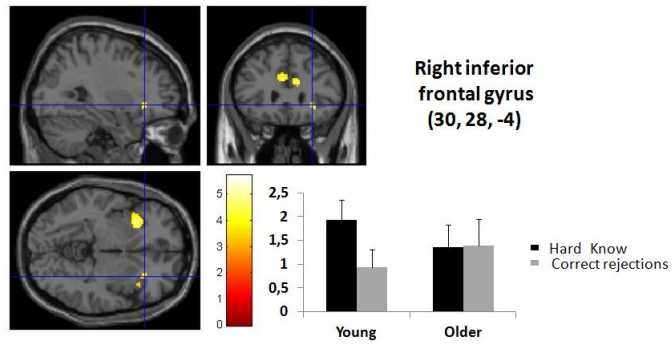 Right inferior
frontal gyrus
(30, 28, -4)
5
4
3
2
1
0
2,5
2
1,5
1
0,5
0
Young Older
Hard Know
Correct rejections